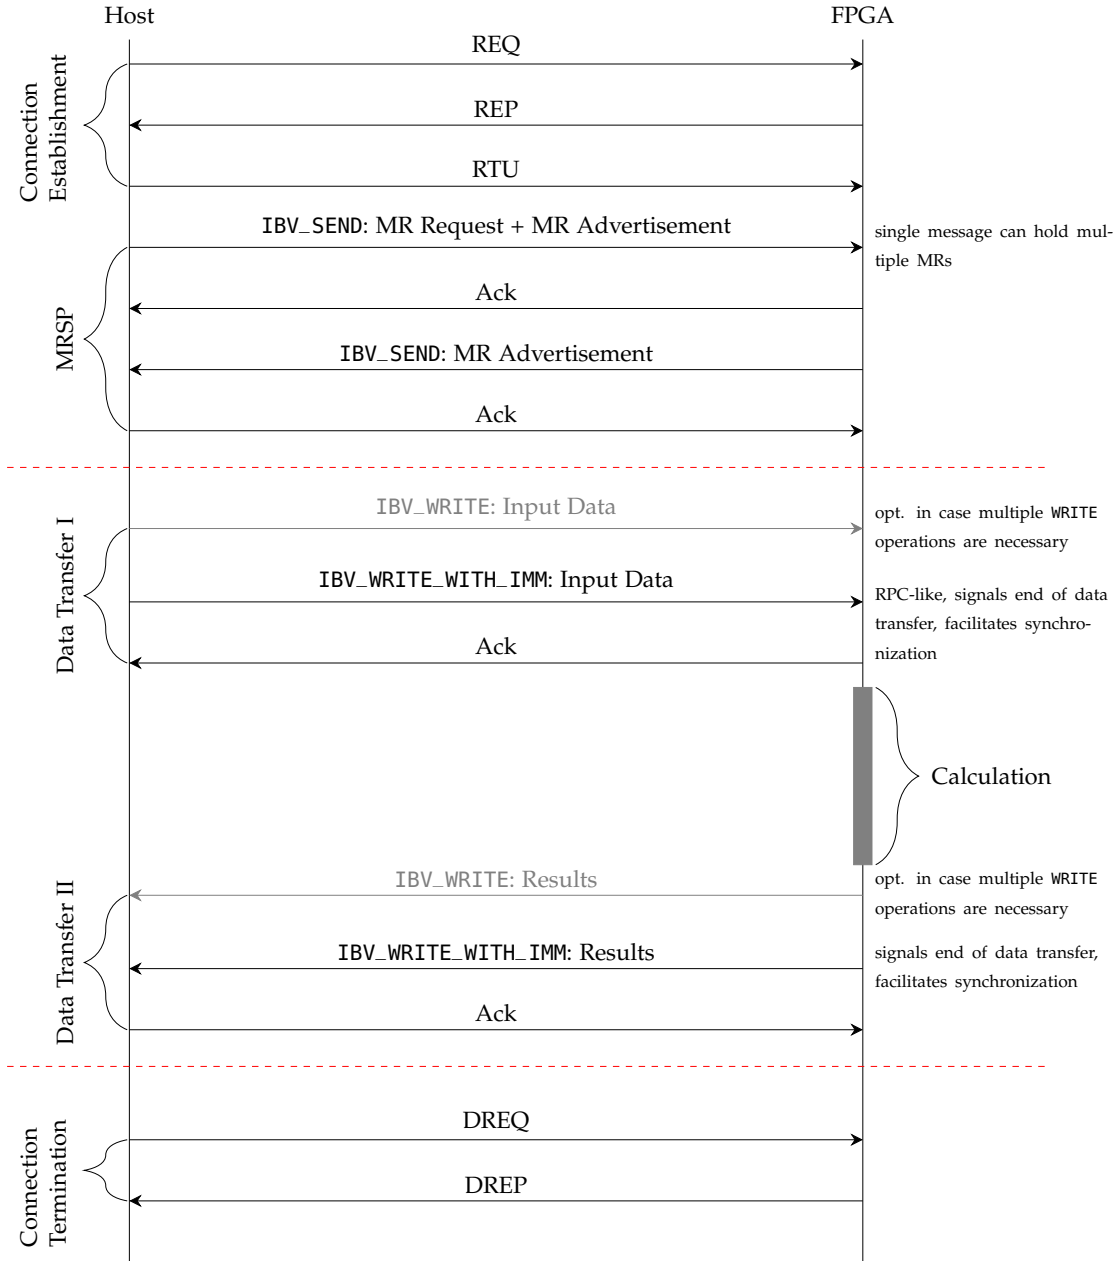 Host
FPGA
Connection
Establishment
REQ
REP
RTU
MRSP
IBV_SEND: MR Request + MR Advertisement
single message can hold mul-
tiple MRs
Ack
IBV_SEND: MR Advertisement
Ack
Data Transfer I
IBV_WRITE: Input Data
opt. in case multiple WRITE
operations are necessary
IBV_WRITE_WITH_IMM: Input Data
RPC-like, signals end of data
transfer, facilitates synchro-
nization
Ack
Calculation
Data Transfer II
IBV_WRITE: Results
opt. in case multiple WRITE
operations are necessary
IBV_WRITE_WITH_IMM: Results
signals end of data transfer,
facilitates synchronization
Ack
Connection
Termination
DREQ
DREP